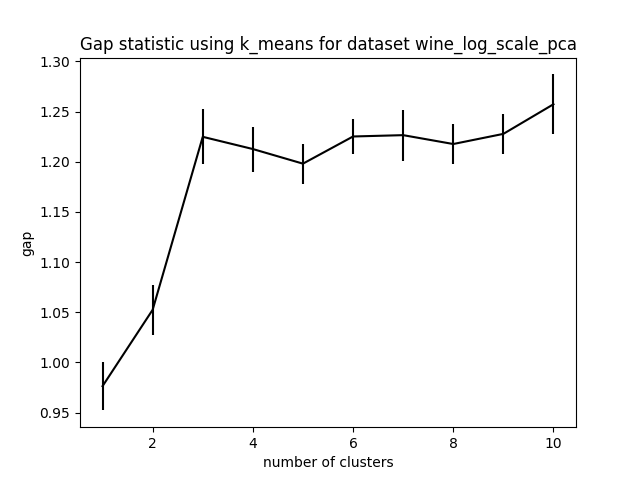 Gap statistic using k_means for dataset wine_log_scale_pca
1.30
1.25
1.20
1.15
1.10
1.05
1.00
0.95
gap
2 4 6 8 10
number of clusters